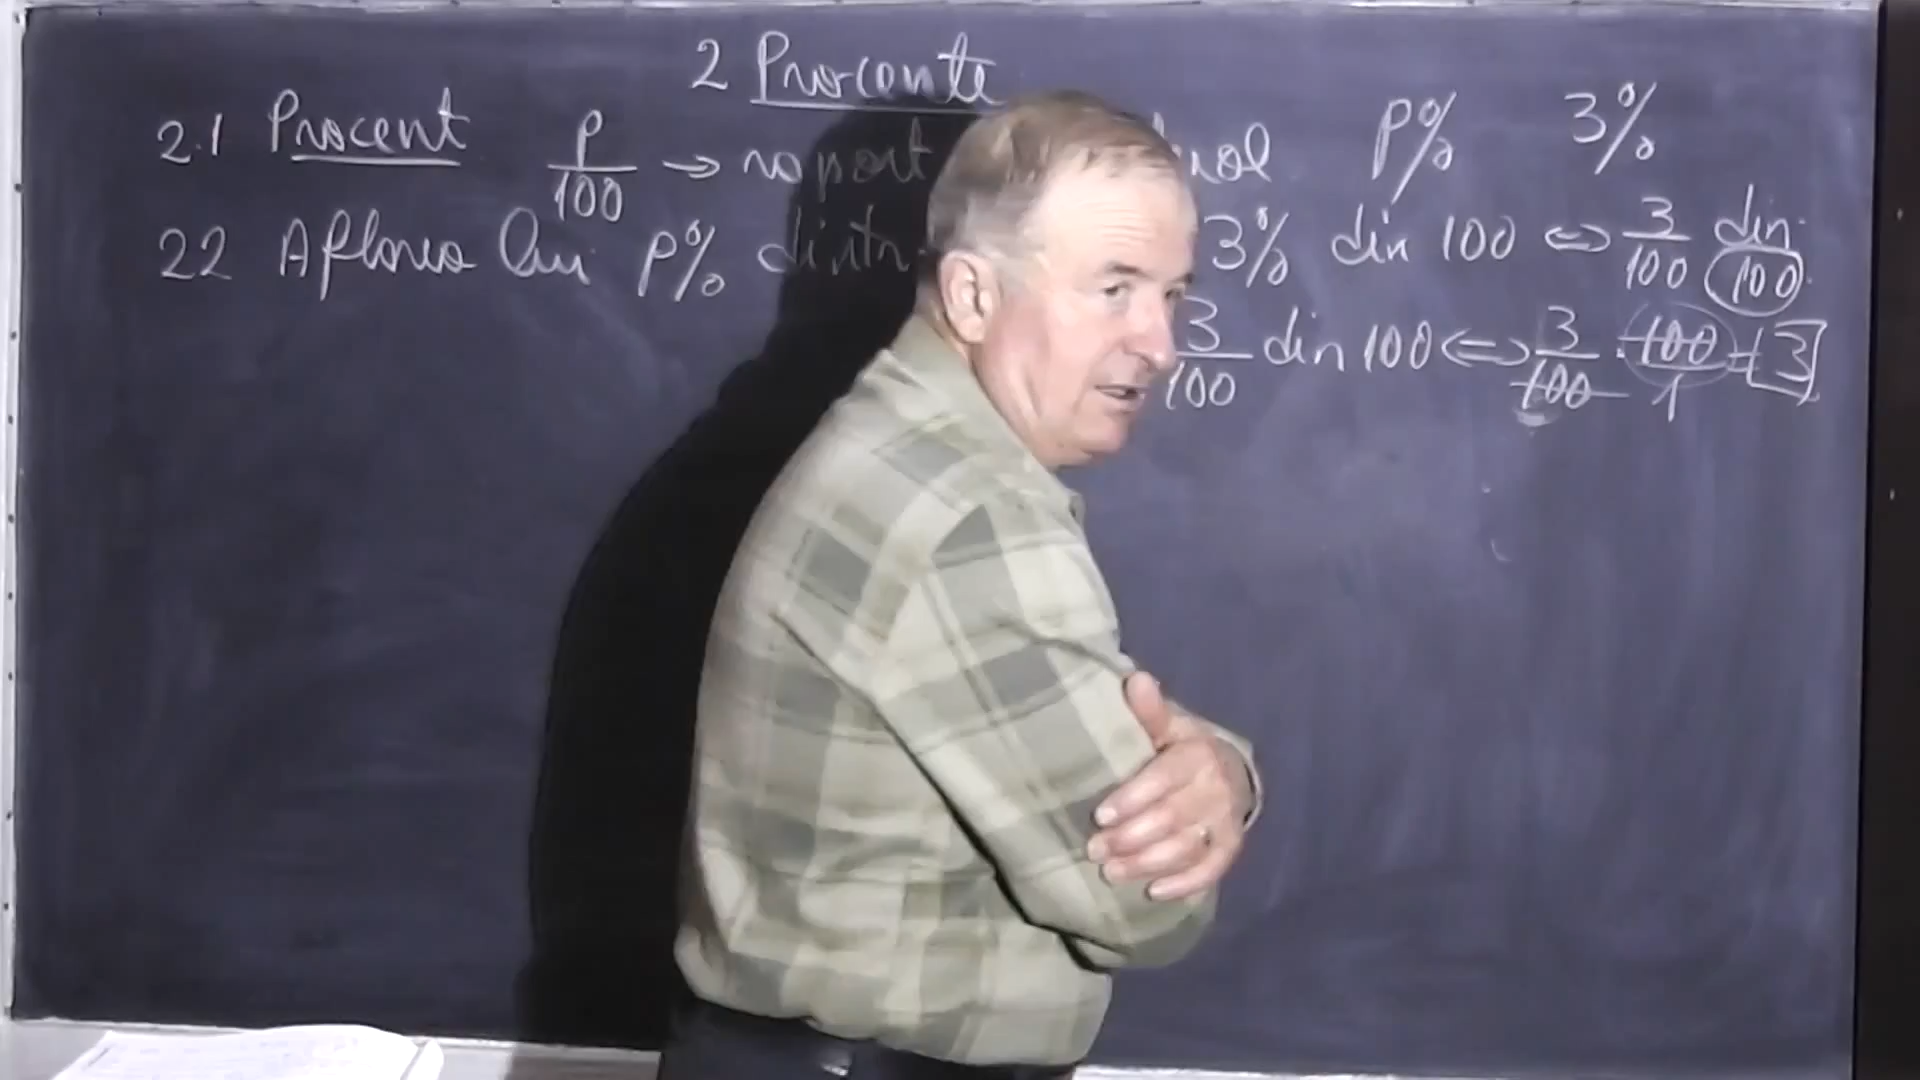 2 Procente
2.1 Procent p/100 → raport p% 3%
2.2 Aflarea lui p% 3% din 100 ⇔ 3/100 din 100
3/100 din 100 ⇔ 3/100 · 100/1 = 3